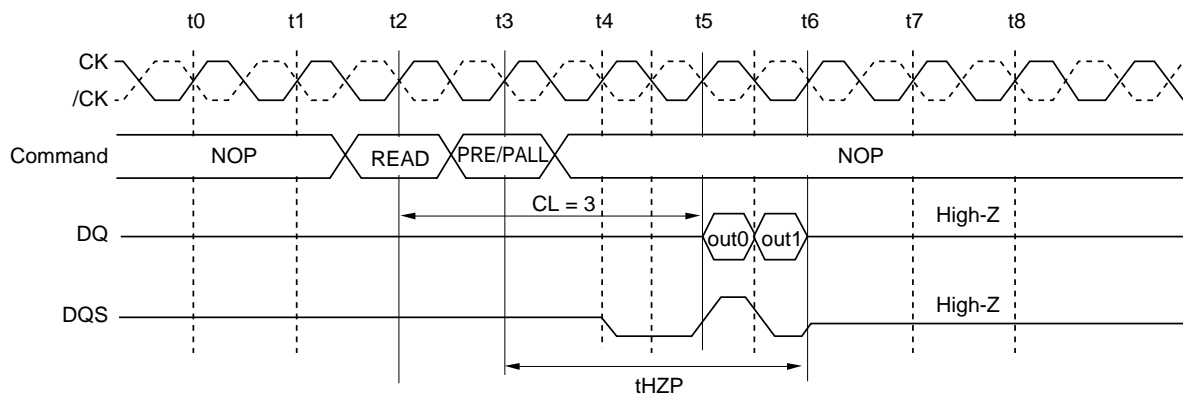 t0 t1 t2 t3 t4 t5 t6 t7 t8
CK
/CK
Command NOP READ PRE/PALL NOP
CL = 3
DQ out0 out1 High-Z
DQS High-Z
tHZP